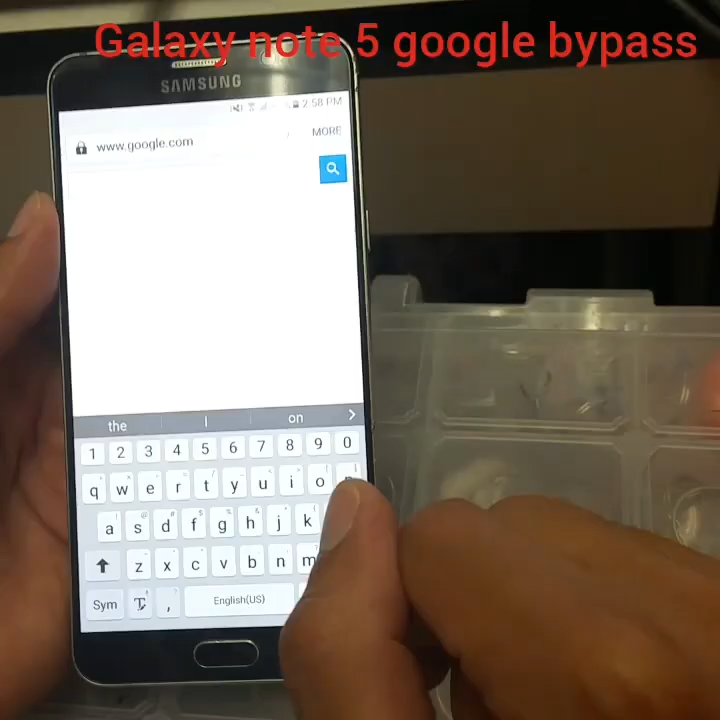 Galaxy note 5 google bypass
SAMSUNG
2:58 PM
www.google.com
MORE
the I on
1 2 3 4 5 6 7 8 9 0
q w e r t y u i o
a s d f g h j k
z x c v b n m
Sym , English(US)